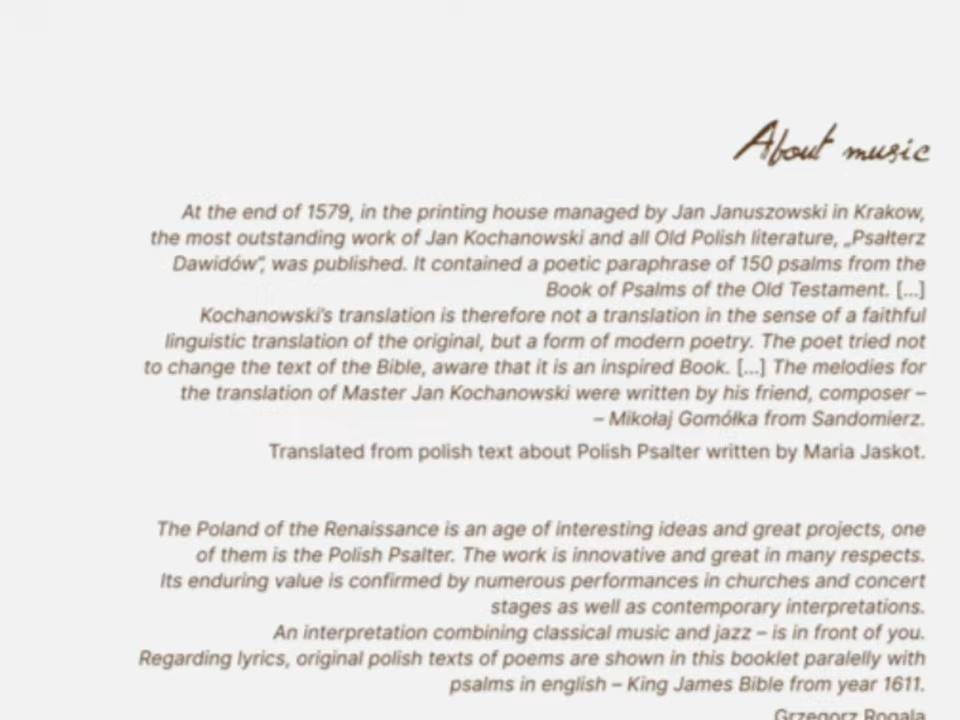 About music
At the end of 1579, in the printing house managed by Jan Januszowski in Krakow,
the most outstanding work of Jan Kochanowski and all Old Polish literature, „Psałterz
Dawidów”, was published. It contained a poetic paraphrase of 150 psalms from the
Book of Psalms of the Old Testament. [...]
Kochanowski's translation is therefore not a translation in the sense of a faithful
linguistic translation of the original, but a form of modern poetry. The poet tried not
to change the text of the Bible, aware that it is an inspired Book. [...] The melodies for
the translation of Master Jan Kochanowski were written by his friend, composer –
– Mikołaj Gomółka from Sandomierz.
Translated from polish text about Polish Psalter written by Maria Jaskot.
The Poland of the Renaissance is an age of interesting ideas and great projects, one
of them is the Polish Psalter. The work is innovative and great in many respects.
Its enduring value is confirmed by numerous performances in churches and concert
stages as well as contemporary interpretations.
An interpretation combining classical music and jazz – is in front of you.
Regarding lyrics, original polish texts of poems are shown in this booklet paralelly with
psalms in english – King James Bible from year 1611.
Grzegorz Rogala